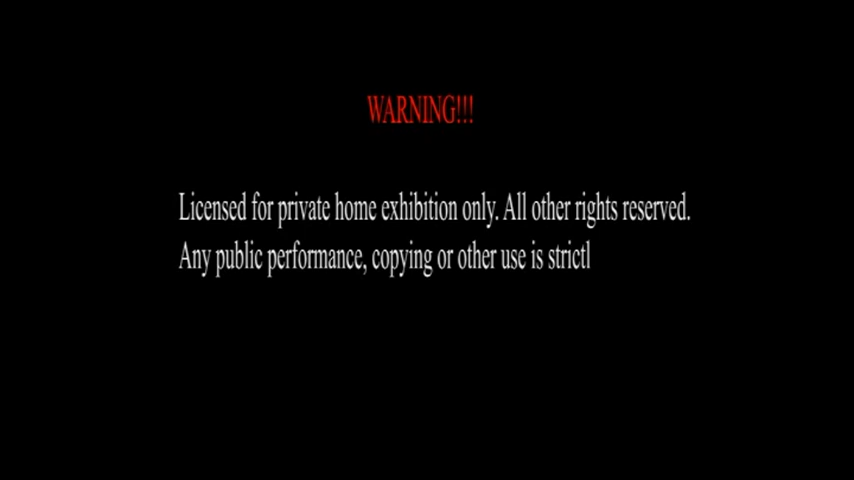 WARNING!!!
Licensed for private home exhibition only. All other rights reserved.
Any public performance, copying or other use is strictl